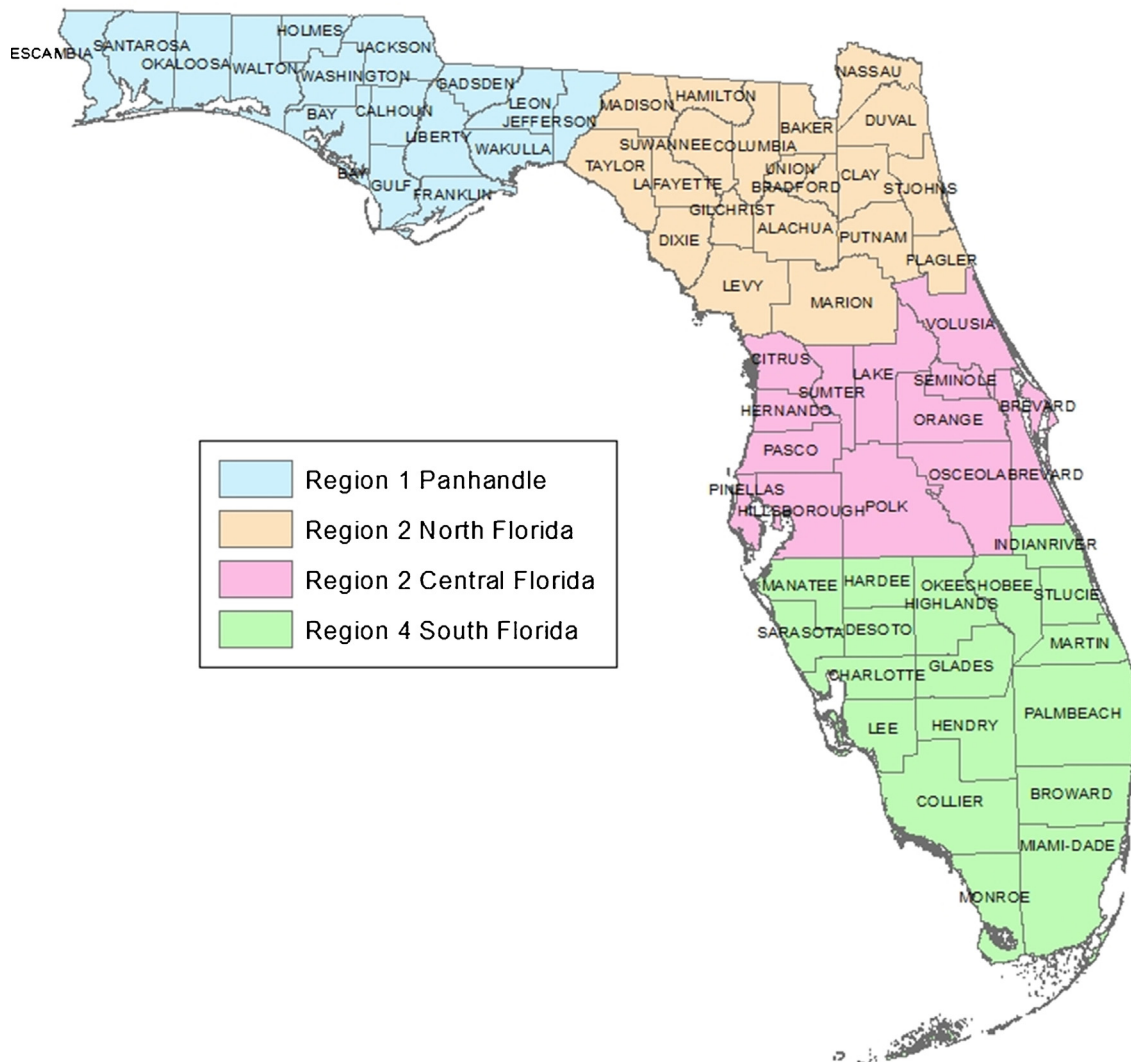 HOLMES
ESCAMBIA
SANTAROSA
JACKSON
OKALOOSA
WALTON
WASHINGTON
GADSDEN
BAY
CALHOUN
LEON
JEFFERSON
LIBERTY
WAKULLA
BAY
GULF
FRANKLIN
NASSAU
HAMILTON
MADISON
DUVAL
BAKER
SUWANNEE
COLUMBIA
TAYLOR
UNION
CLAY
LAFAYETTE
BRADFORD
STJOHNS
GILCHRIST
ALACHUA
DIXIE
PUTNAM
FLAGLER
LEVY
MARION
VOLUSIA
CITRUS
LAKE
SEMINOLE
SUMTER
BREVARD
HERNANDO
ORANGE
PASCO
OSCEOLA
BREVARD
PINELLAS
HILLSBOROUGH
POLK
INDIANRIVER
MANATEE
HARDEE
OKEECHOBEE
STLUCIE
HIGHLANDS
SARASOTA
DESOTO
MARTIN
CHARLOTTE
GLADES
PALMBEACH
LEE
HENDRY
COLLIER
BROWARD
MIAMI-DADE
MONROE
Region 1 Panhandle
Region 2 North Florida
Region 2 Central Florida
Region 4 South Florida